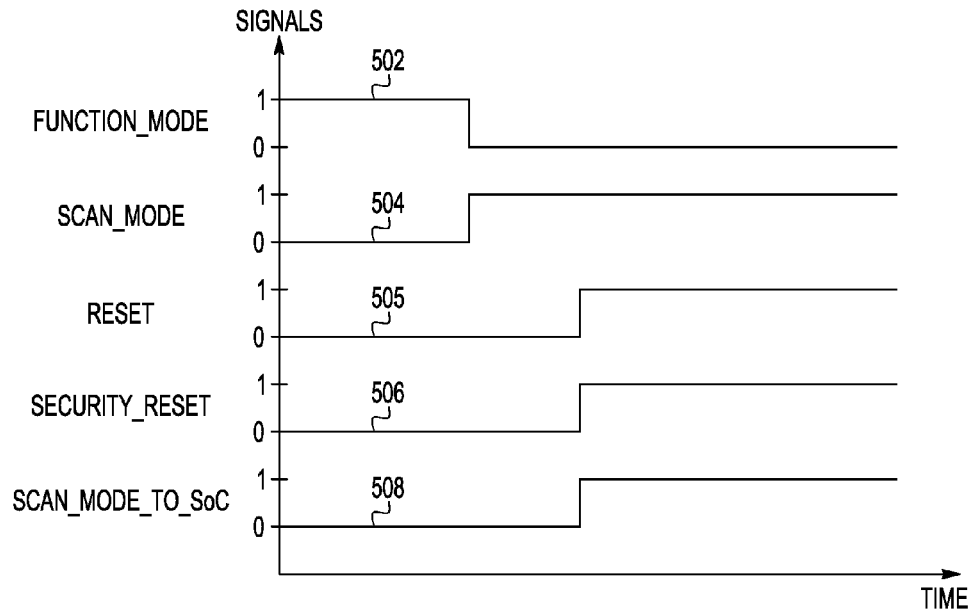 SIGNALS
502
1
FUNCTION_MODE
0
1
504
SCAN_MODE
0
1
505
RESET
0
1
506
SECURITY_RESET
0
1
508
SCAN_MODE_TO_SoC
0
TIME